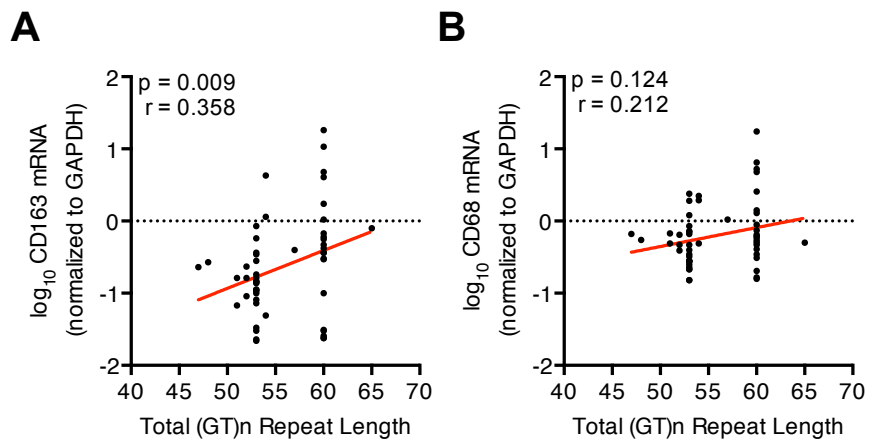 A
p = 0.009
r = 0.358
log10 CD163 mRNA
(normalized to GAPDH)
2
1
0
-1
-2
40 45 50 55 60 65 70
Total (GT)n Repeat Length
B
p = 0.124
r = 0.212
log10 CD68 mRNA
(normalized to GAPDH)
2
1
0
-1
-2
40 45 50 55 60 65 70
Total (GT)n Repeat Length